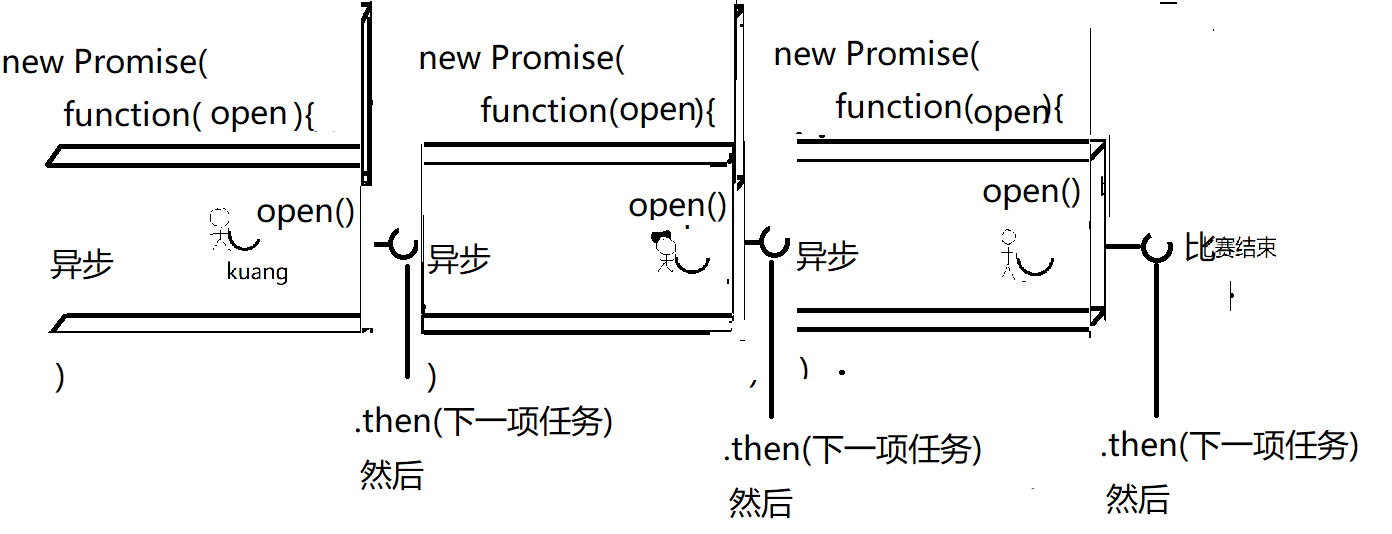 new Promise(
function( open ){
open()
异步
kuang
)
.then(下一项任务)
然后
new Promise(
function(open){
open()
异步
)
.then(下一项任务)
然后
new Promise(
function(open){
open()
异步
)
.then(下一项任务)
然后
比赛结束